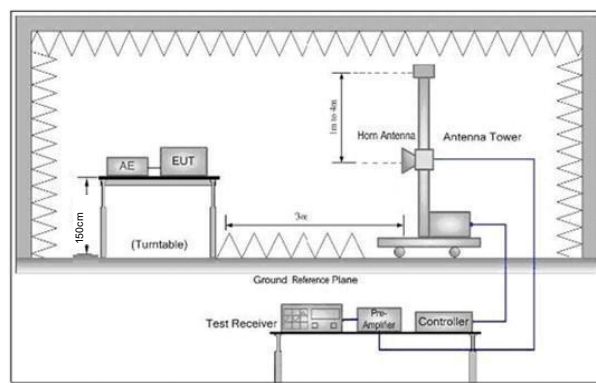 1m to 4m
Horn Antenna
Antenna Tower
AE
EUT
150cm
(Turntable)
3m
Ground Reference Plane
Test Receiver
Pre-
Amplifier
Controller